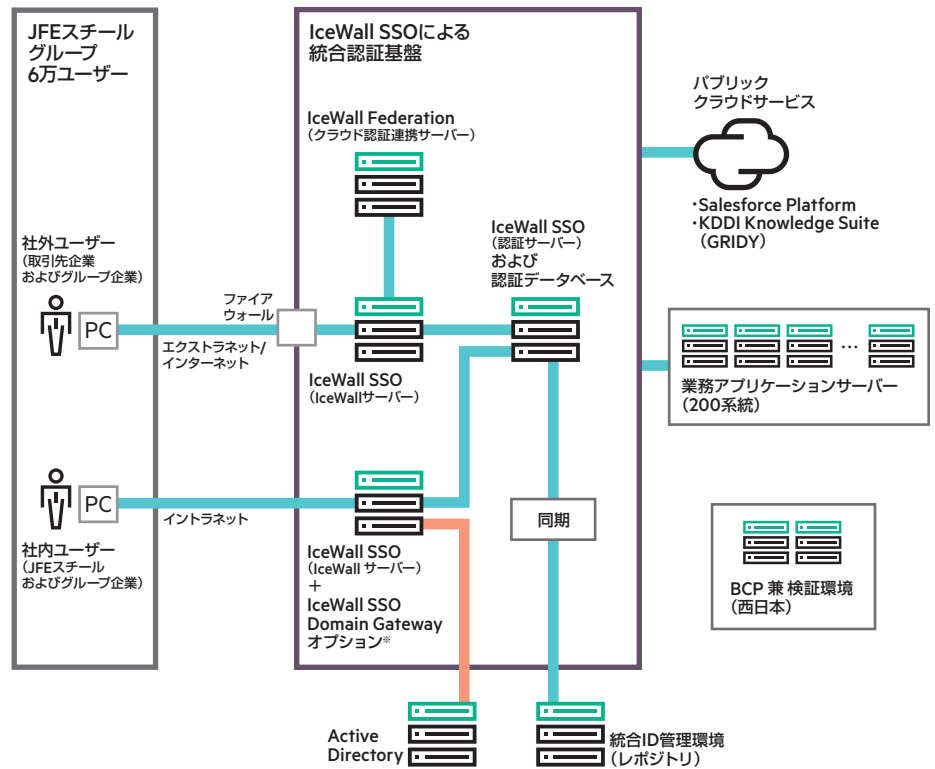 JFEスチール
グループ
6万ユーザー
社外ユーザー
(取引先企業
およびグループ企業)
PC
PC
社内ユーザー
(JFEスチール
およびグループ企業)
ファイア
ウォール
エクストラネット/
インターネット
イントラネット
IceWall SSOによる
統合認証基盤
IceWall Federation
(クラウド認証連携サーバー)
IceWall SSO
(IceWallサーバー)
IceWall SSO
(認証サーバー)
および
認証データベース
IceWall SSO
(IceWall サーバー)
+
IceWall SSO
Domain Gateway
オプション※
同期
Active
Directory
統合ID管理環境
(レポジトリ)
パブリック
クラウドサービス
・Salesforce Platform
・KDDI Knowledge Suite
(GRIDY)
…
業務アプリケーションサーバー
(200系統)
BCP 兼 検証環境
(西日本)